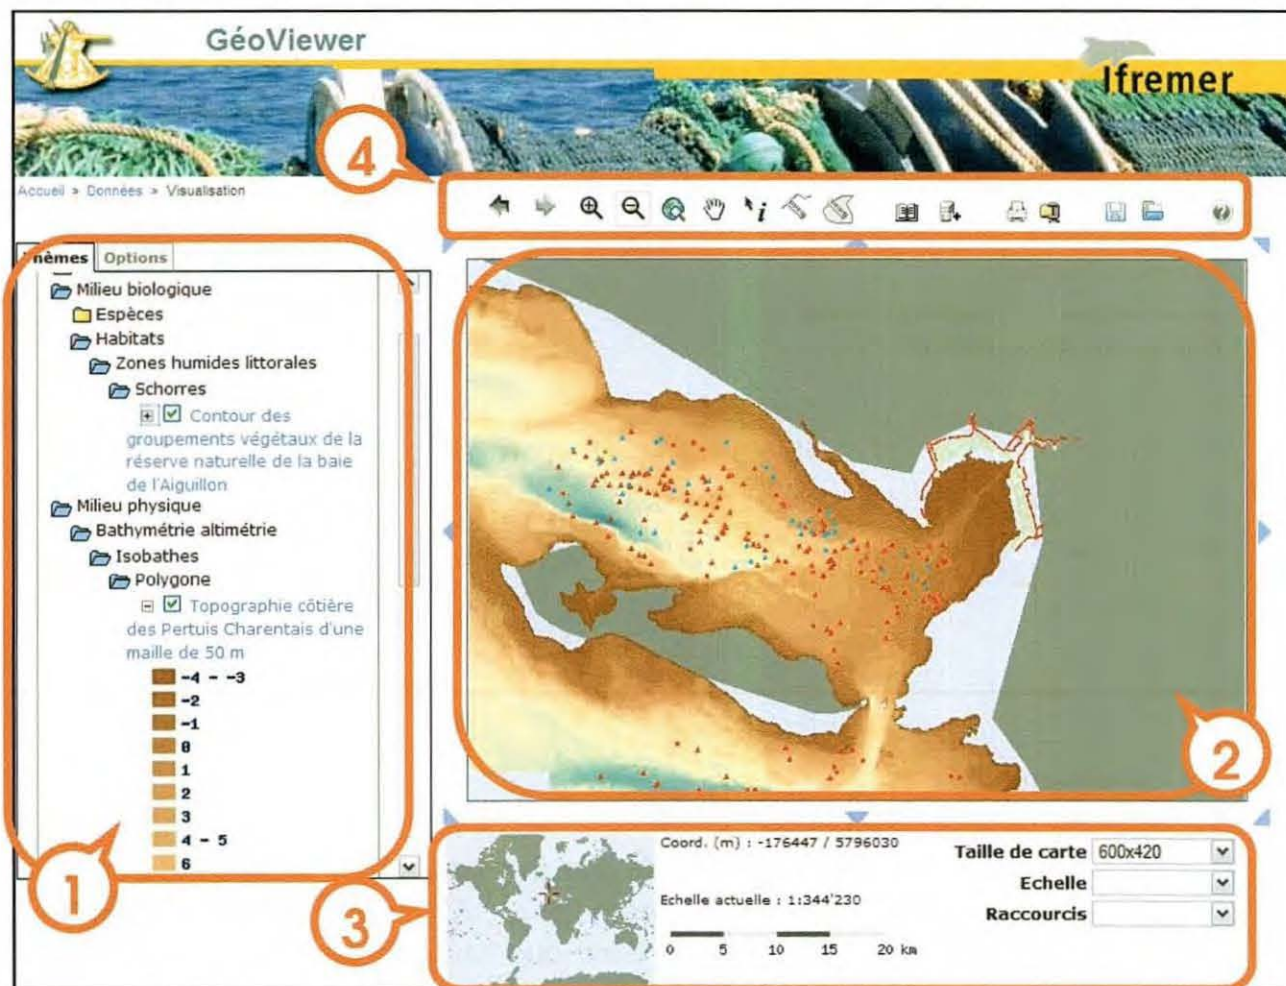 GéoViewer
Ifremer
4
Accueil > Données > Visualisation
Thèmes Options
Milieu biologique
Espèces
Habitats
Zones humides littorales
Schorres
Contour des
groupements végétaux de la
réserve naturelle de la baie
de l'Aiguillon
Milieu physique
Bathymétrie altimétrie
Isobathes
Polygone
Topographie côtière
des Pertuis Charentais d'une
maille de 50 m
-4 - -3
-2
-1
0
1
2
3
4 - 5
6
1
2
3
Coord. (m) : -176447 / 5796030
Echelle actuelle : 1:344'230
0 5 10 15 20 km
Taille de carte 600x420
Echelle
Raccourcis